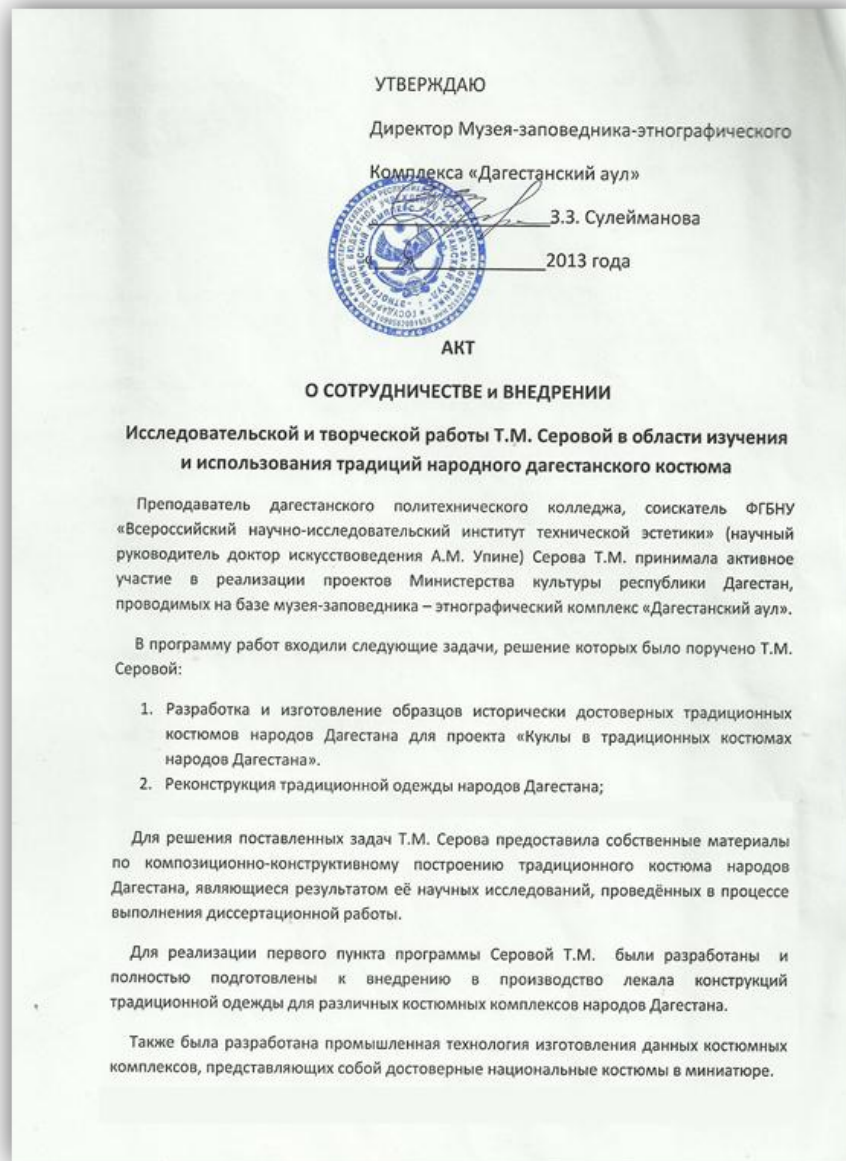 УТВЕРЖДАЮ
Директор Музея-заповедника-этнографического
Комплекса «Дагестанский аул»
З.З. Сулейманова
2013 года
АКТ
О СОТРУДНИЧЕСТВЕ и ВНЕДРЕНИИ
Исследовательской и творческой работы Т.М. Серовой в области изучения
и использования традиций народного дагестанского костюма
Преподаватель дагестанского политехнического колледжа, соискатель ФГБНУ
«Всероссийский научно-исследовательский институт технической эстетики» (научный
руководитель доктор искусствоведения А.М. Упине) Серова Т.М. принимала активное
участие в реализации проектов Министерства культуры республики Дагестан,
проводимых на базе музея-заповедника – этнографический комплекс «Дагестанский аул».
В программу работ входили следующие задачи, решение которых было поручено Т.М.
Серовой:
1. Разработка и изготовление образцов исторически достоверных традиционных
костюмов народов Дагестана для проекта «Куклы в традиционных костюмах
народов Дагестана».
2. Реконструкция традиционной одежды народов Дагестана;
Для решения поставленных задач Т.М. Серова предоставила собственные материалы
по композиционно-конструктивному построению традиционного костюма народов
Дагестана, являющиеся результатом её научных исследований, проведённых в процессе
выполнения диссертационной работы.
Для реализации первого пункта программы Серовой Т.М. были разработаны и
полностью подготовлены к внедрению в производство лекала конструкций
традиционной одежды для различных костюмных комплексов народов Дагестана.
Также была разработана промышленная технология изготовления данных костюмных
комплексов, представляющих собой достоверные национальные костюмы в миниатюре.